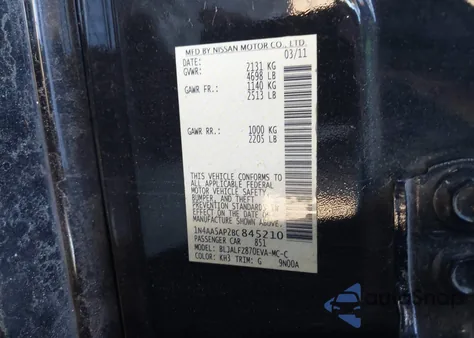 MFD BY NISSAN MOTOR CO., LTD.
DATE: 03/11
GVWR: 2131 KG
4698 LB
GAWR FR.: 1140 KG
2513 LB
GAWR RR.: 1000 KG
2205 LB
THIS VEHICLE CONFORMS TO
ALL APPLICABLE FEDERAL
MOTOR VEHICLE SAFETY,
BUMPER, AND THEFT
PREVENTION STANDARDS
IN EFFECT ON THE DATE OF
MANUFACTURE SHOWN ABOVE.
1N4AA5AP2BC845210
PASSENGER CAR 851
MODEL: BLJALFZ870EVA-MC-C
COLOR: KH3 TRIM: G 9N00A
AutoSnap